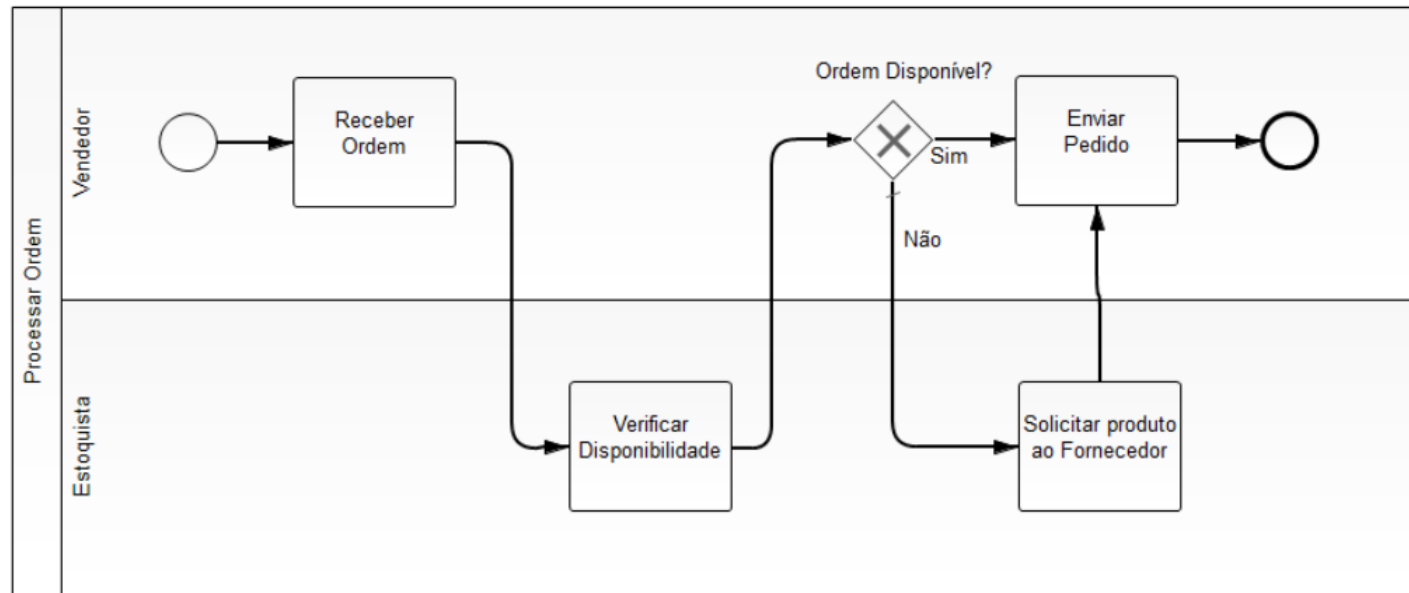 Processar Ordem
Vendedor
Receber
Ordem
Ordem Disponível?
Sim
Não
Enviar
Pedido
Estoquista
Verificar
Disponibilidade
Solicitar produto
ao Fornecedor